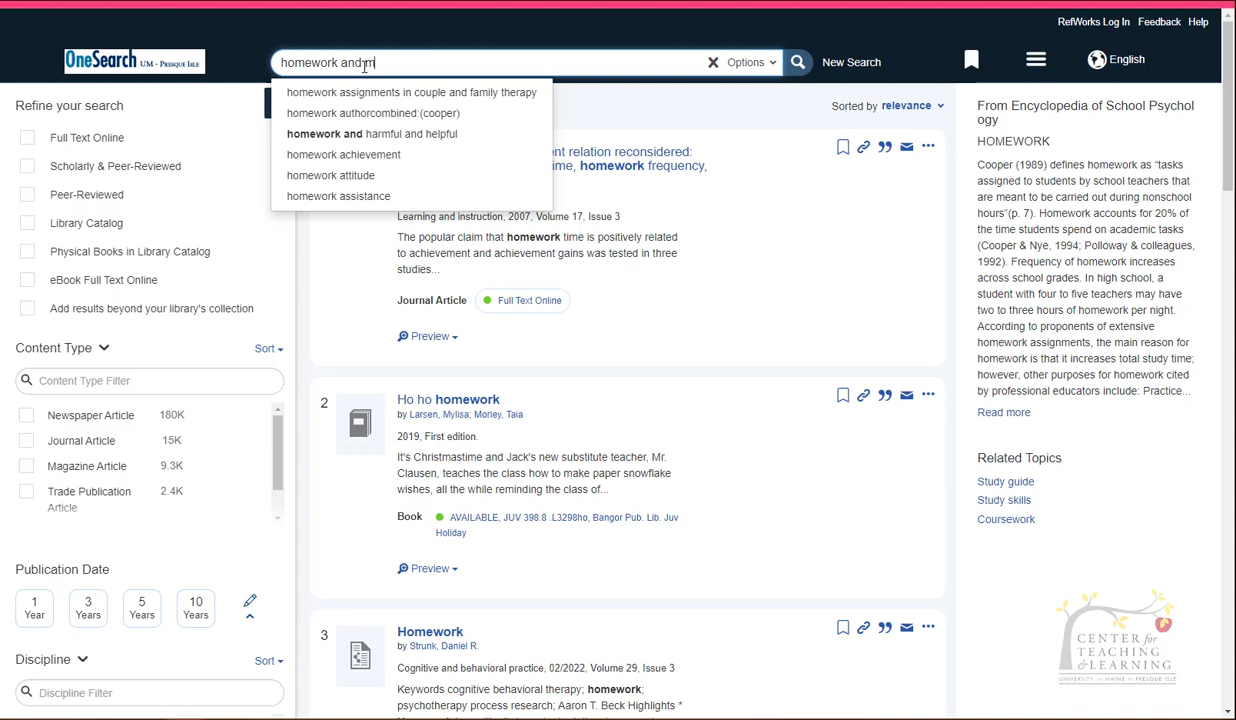 RefWorks Log In Feedback Help
OneSearch UM - Presque Isle
homework and m
Options
New Search
English
Refine your search
Full Text Online
Scholarly & Peer-Reviewed
Peer-Reviewed
Library Catalog
Physical Books in Library Catalog
eBook Full Text Online
Add results beyond your library's collection
Content Type
Sort
Content Type Filter
Newspaper Article 180K
Journal Article 15K
Magazine Article 9.3K
Trade Publication 2.4K
Article
Publication Date
1 3 5 10
Year Years Years Years
Discipline
Sort
Discipline Filter
homework assignments in couple and family therapy
homework authorcombined:(cooper)
homework and harmful and helpful
homework achievement
homework attitude
homework assistance
Sorted by relevance
ent relation reconsidered:
ime, homework frequency,
Learning and instruction, 2007, Volume 17, Issue 3
The popular claim that homework time is positively related
to achievement and achievement gains was tested in three
studies...
Journal Article Full Text Online
Preview
2
Ho ho homework
by Larsen, Mylisa; Morley, Taia
2019, First edition.
It's Christmastime and Jack's new substitute teacher, Mr.
Clausen, teaches the class how to make paper snowflake
wishes, all the while reminding the class of...
Book AVAILABLE, JUV 398.8 .L3298ho, Bangor Pub. Lib. Juv
Holiday
Preview
3
Homework
by Strunk, Daniel R.
Cognitive and behavioral practice, 02/2022, Volume 29, Issue 3
Keywords cognitive behavioral therapy; homework;
psychotherapy process research; Aaron T. Beck Highlights *
From Encyclopedia of School Psychol
ogy
HOMEWORK
Cooper (1989) defines homework as “tasks
assigned to students by school teachers that
are meant to be carried out during nonschool
hours”(p. 7). Homework accounts for 20% of
the time students spend on academic tasks
(Cooper & Nye, 1994; Polloway & colleagues,
1992). Frequency of homework increases
across school grades. In high school, a
student with four to five teachers may have
two to three hours of homework per night.
According to proponents of extensive
homework assignments, the main reason for
homework is that it increases total study time;
however, other purposes for homework cited
by professional educators include: Practice...
Read more
Related Topics
Study guide
Study skills
Coursework
CENTER for
TEACHING
& LEARNING
UNIVERSITY OF MAINE AT PRESQUE ISLE